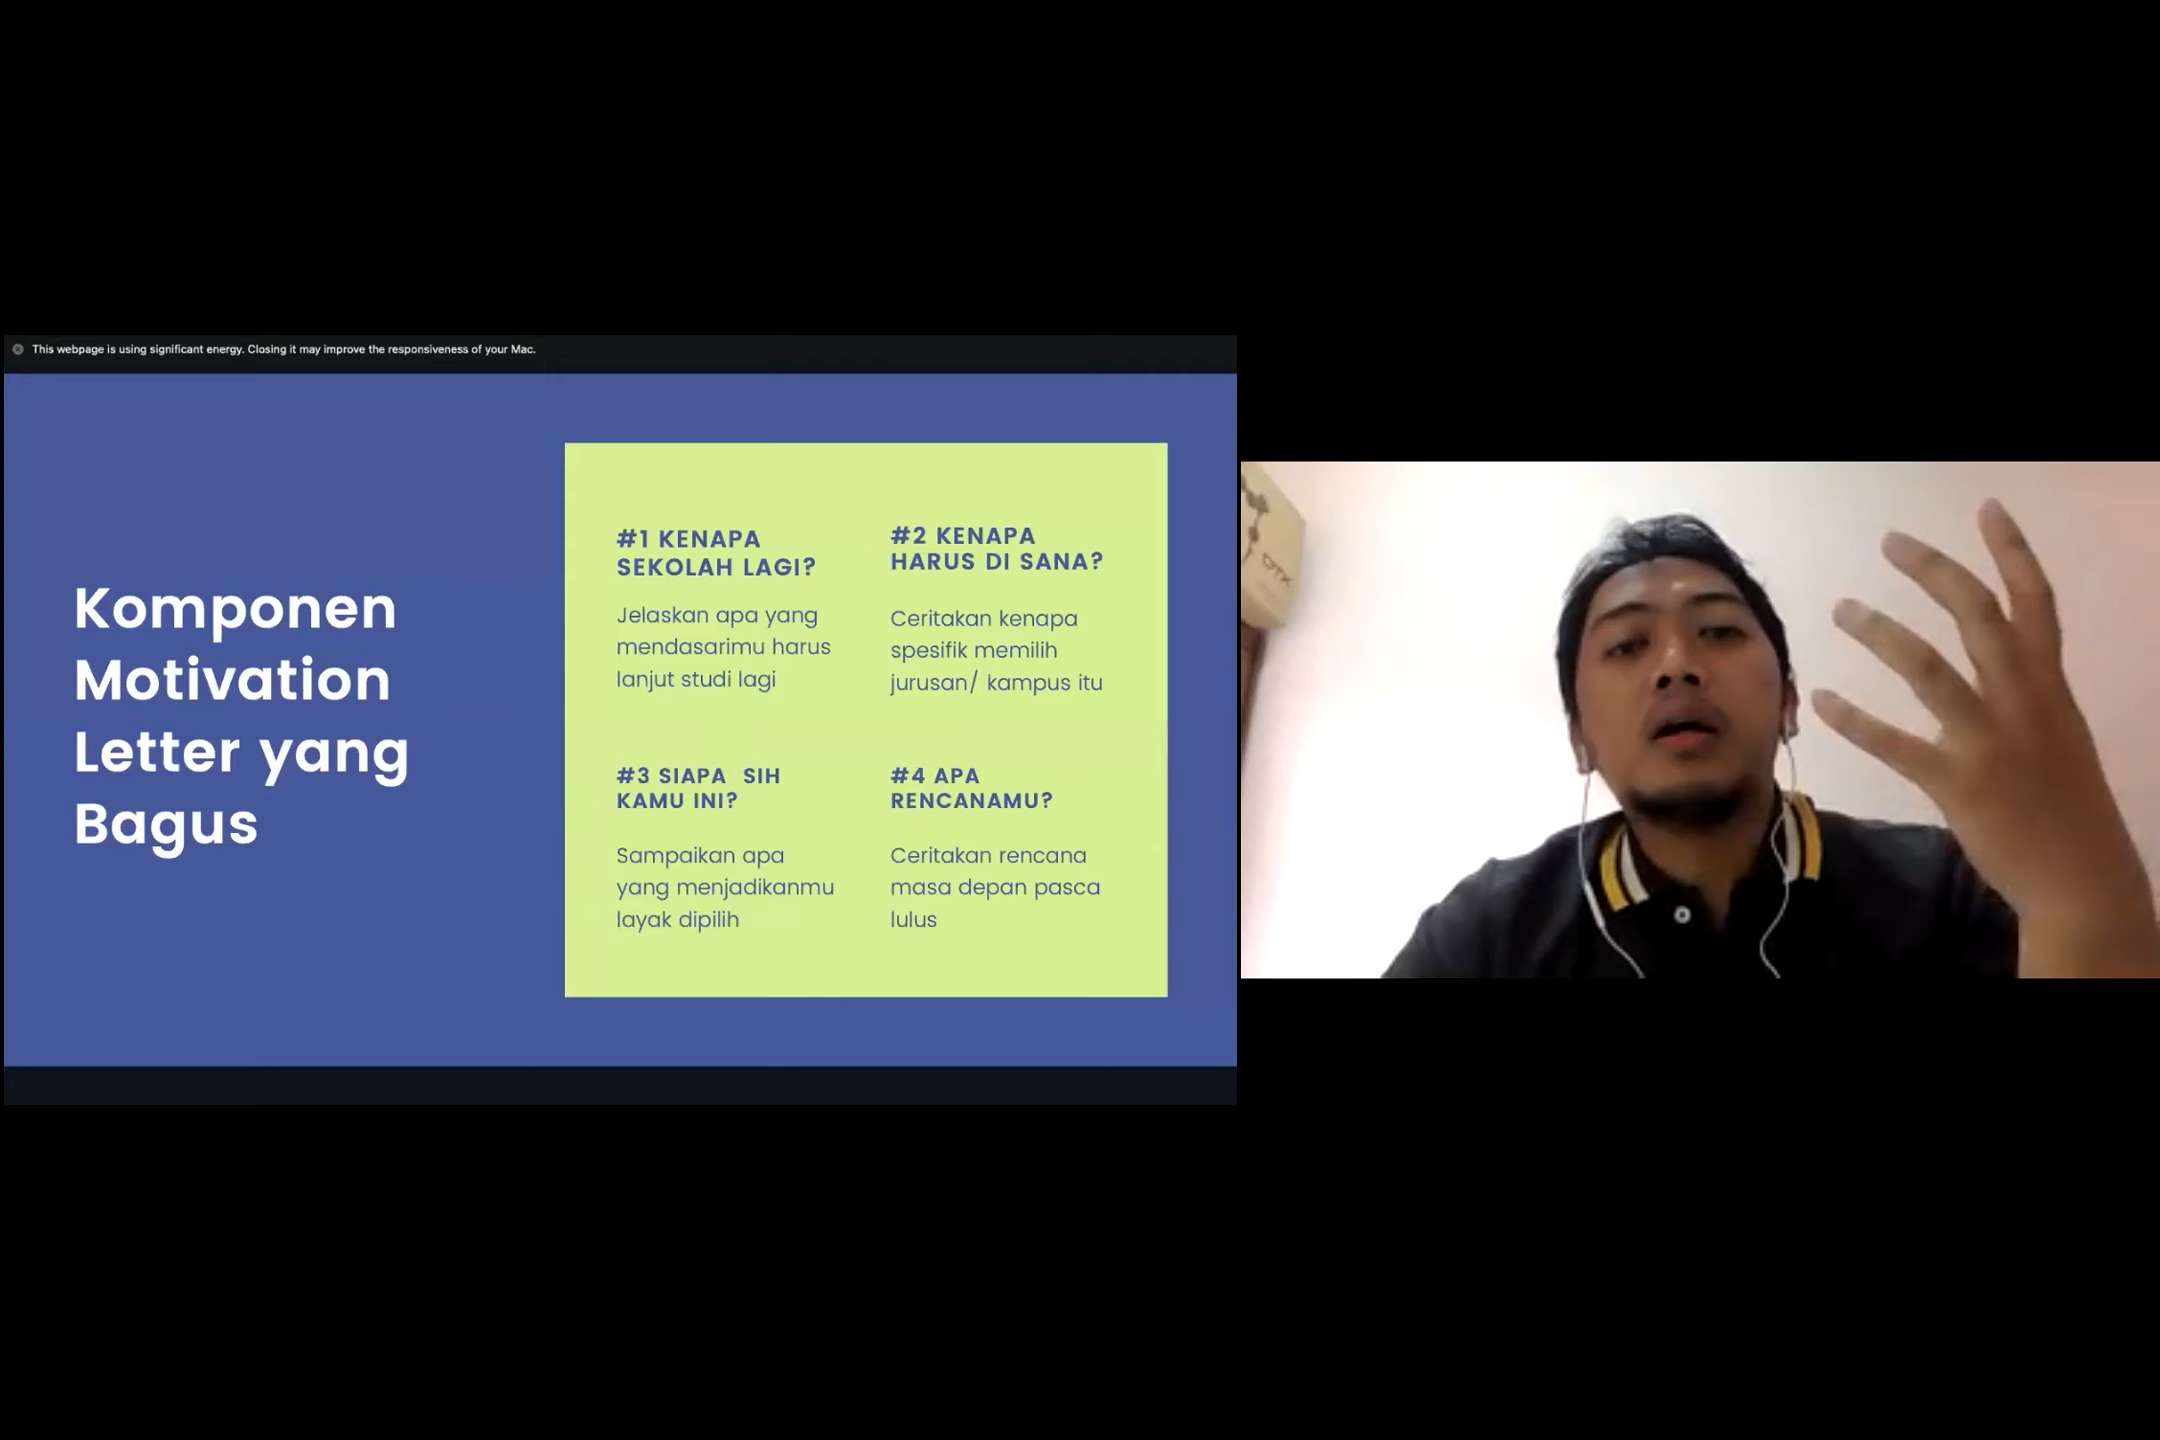 This webpage is using significant energy. Closing it may improve the responsiveness of your Mac.
Komponen
Motivation
Letter yang
Bagus
#1 KENAPA
SEKOLAH LAGI?
Jelaskan apa yang
mendasarimu harus
lanjut studi lagi
#2 KENAPA
HARUS DI SANA?
Ceritakan kenapa
spesifik memilih
jurusan/ kampus itu
#3 SIAPA  SIH
KAMU INI?
Sampaikan apa
yang menjadikanmu
layak dipilih
#4 APA
RENCANAMU?
Ceritakan rencana
masa depan pasca
lulus